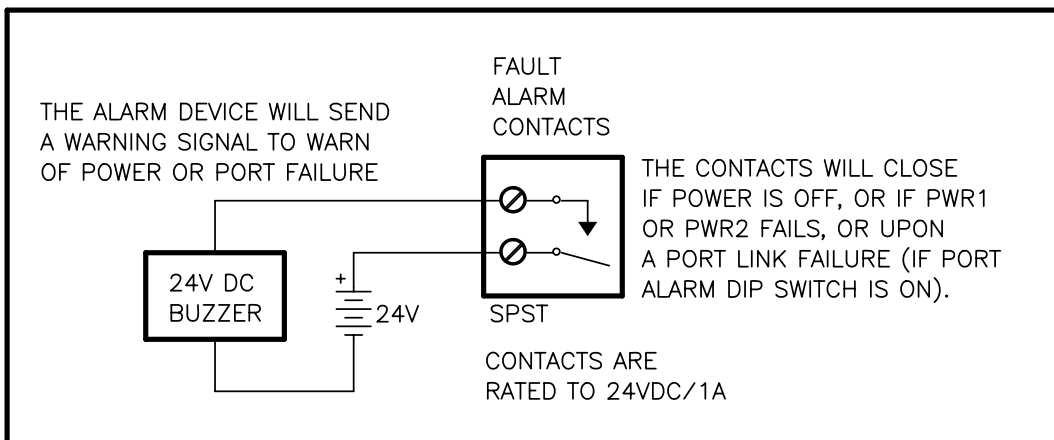 FAULT
ALARM
CONTACTS
THE ALARM DEVICE WILL SEND
A WARNING SIGNAL TO WARN
OF POWER OR PORT FAILURE
THE CONTACTS WILL CLOSE
IF POWER IS OFF, OR IF PWR1
OR PWR2 FAILS, OR UPON
A PORT LINK FAILURE (IF PORT
ALARM DIP SWITCH IS ON).
24V DC
BUZZER
+
24V
SPST
CONTACTS ARE
RATED TO 24VDC/1A